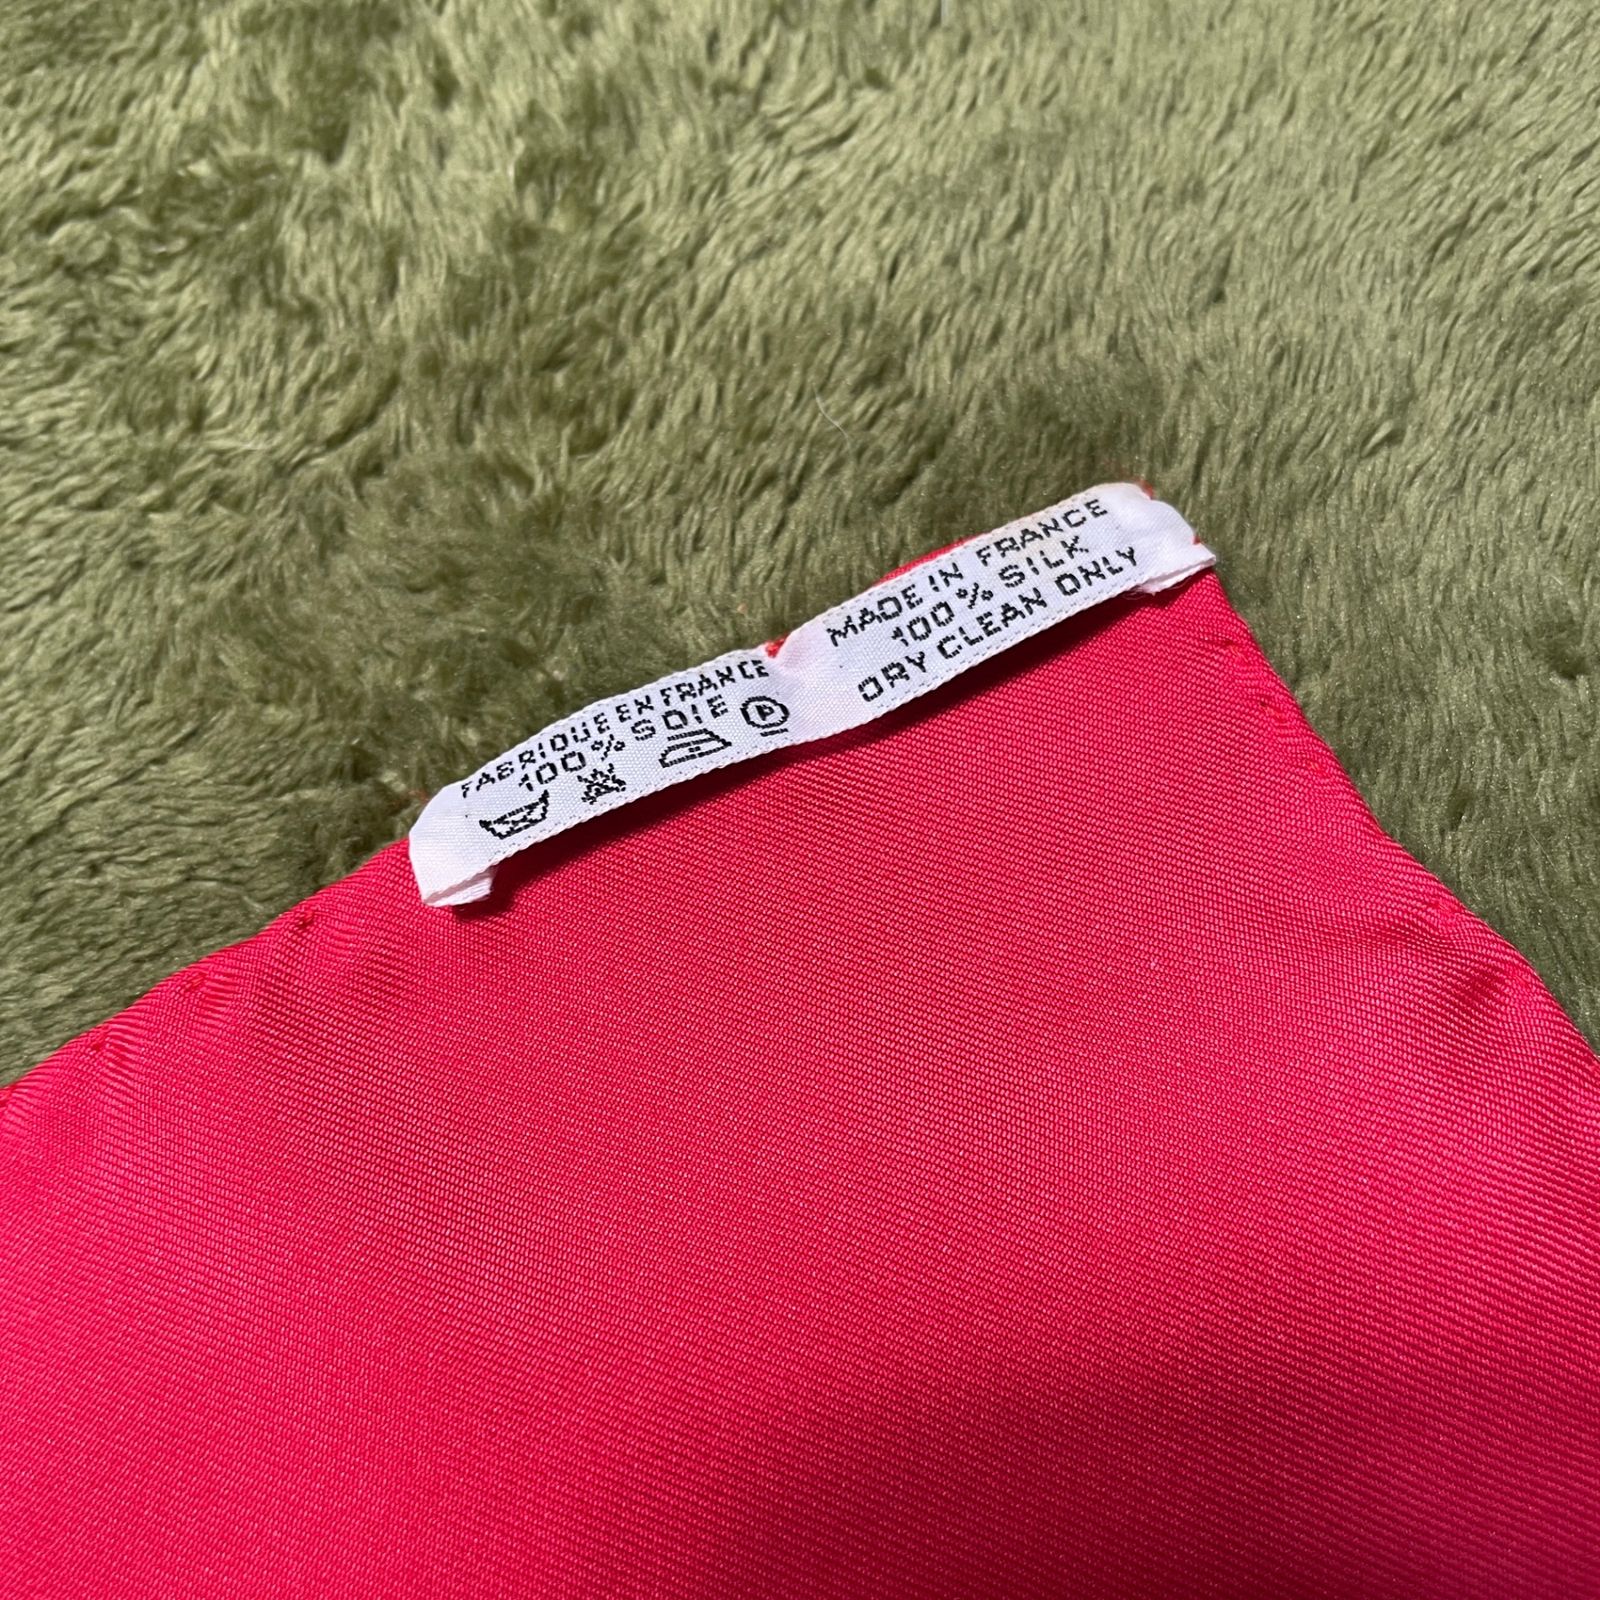 FABRIQUE EN FRANCE
100% SOIE
MADE IN FRANCE
100% SILK
DRY CLEAN ONLY